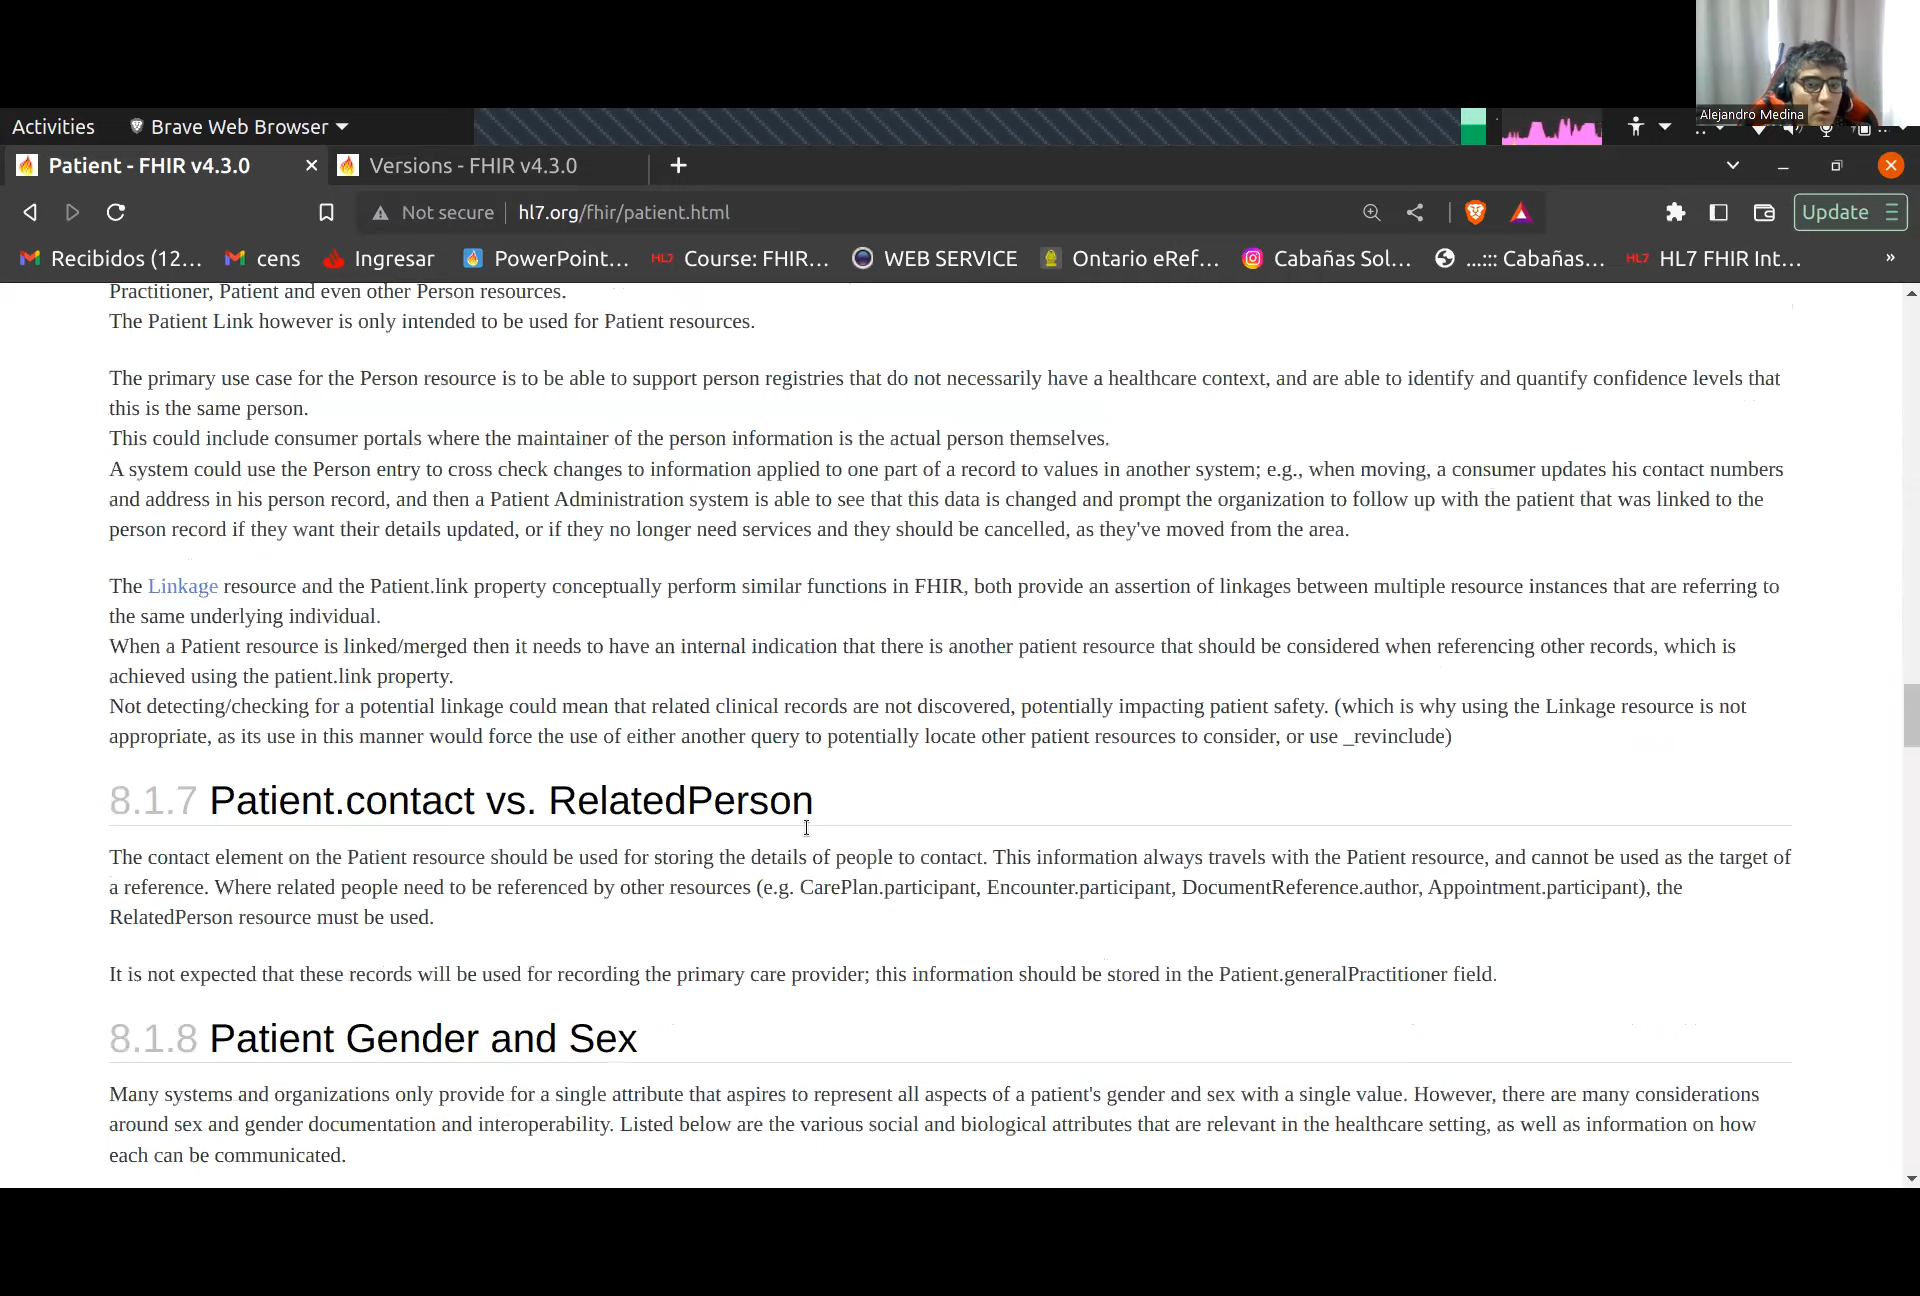 Alejandro Medina
Activities Brave Web Browser
Patient - FHIR v4.3.0 Versions - FHIR v4.3.0
Not secure hl7.org/fhir/patient.html Update
Recibidos (12... cens Ingresar PowerPoint... HL7 Course: FHIR... WEB SERVICE Ontario eRef... Cabañas Sol... ...::: Cabañas... HL7 HL7 FHIR Int... »
Practitioner, Patient and even other Person resources.
The Patient Link however is only intended to be used for Patient resources.
The primary use case for the Person resource is to be able to support person registries that do not necessarily have a healthcare context, and are able to identify and quantify confidence levels that
this is the same person.
This could include consumer portals where the maintainer of the person information is the actual person themselves.
A system could use the Person entry to cross check changes to information applied to one part of a record to values in another system; e.g., when moving, a consumer updates his contact numbers
and address in his person record, and then a Patient Administration system is able to see that this data is changed and prompt the organization to follow up with the patient that was linked to the
person record if they want their details updated, or if they no longer need services and they should be cancelled, as they've moved from the area.
The Linkage resource and the Patient.link property conceptually perform similar functions in FHIR, both provide an assertion of linkages between multiple resource instances that are referring to
the same underlying individual.
When a Patient resource is linked/merged then it needs to have an internal indication that there is another patient resource that should be considered when referencing other records, which is
achieved using the patient.link property.
Not detecting/checking for a potential linkage could mean that related clinical records are not discovered, potentially impacting patient safety. (which is why using the Linkage resource is not
appropriate, as its use in this manner would force the use of either another query to potentially locate other patient resources to consider, or use _revinclude)
8.1.7 Patient.contact vs. RelatedPerson
The contact element on the Patient resource should be used for storing the details of people to contact. This information always travels with the Patient resource, and cannot be used as the target of
a reference. Where related people need to be referenced by other resources (e.g. CarePlan.participant, Encounter.participant, DocumentReference.author, Appointment.participant), the
RelatedPerson resource must be used.
It is not expected that these records will be used for recording the primary care provider; this information should be stored in the Patient.generalPractitioner field.
8.1.8 Patient Gender and Sex
Many systems and organizations only provide for a single attribute that aspires to represent all aspects of a patient's gender and sex with a single value. However, there are many considerations
around sex and gender documentation and interoperability. Listed below are the various social and biological attributes that are relevant in the healthcare setting, as well as information on how
each can be communicated.